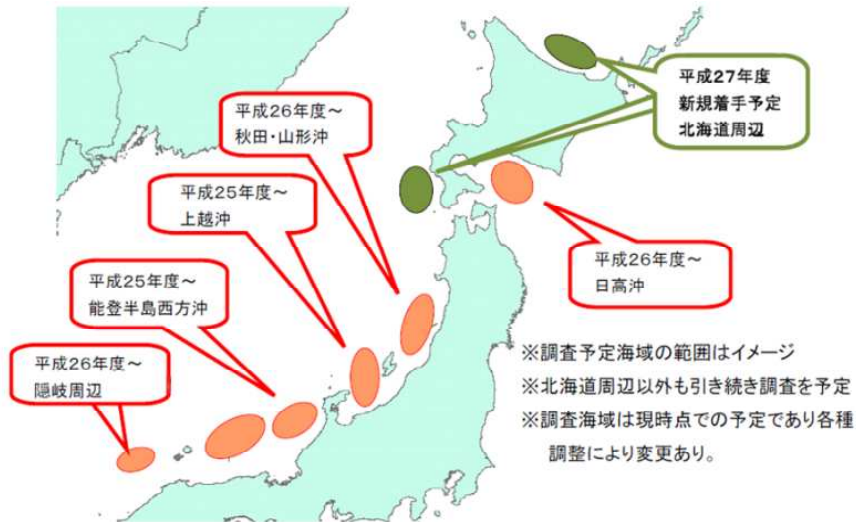 平成27年度
新規着手予定
北海道周辺
平成26年度～
秋田・山形沖
平成25年度～
上越沖
平成25年度～
能登半島西方沖
平成26年度～
日高沖
平成26年度～
隠岐周辺
※調査予定海域の範囲はイメージ
※北海道周辺以外も引き続き調査を予定
※調査海域は現時点での予定であり各種
調整により変更あり。